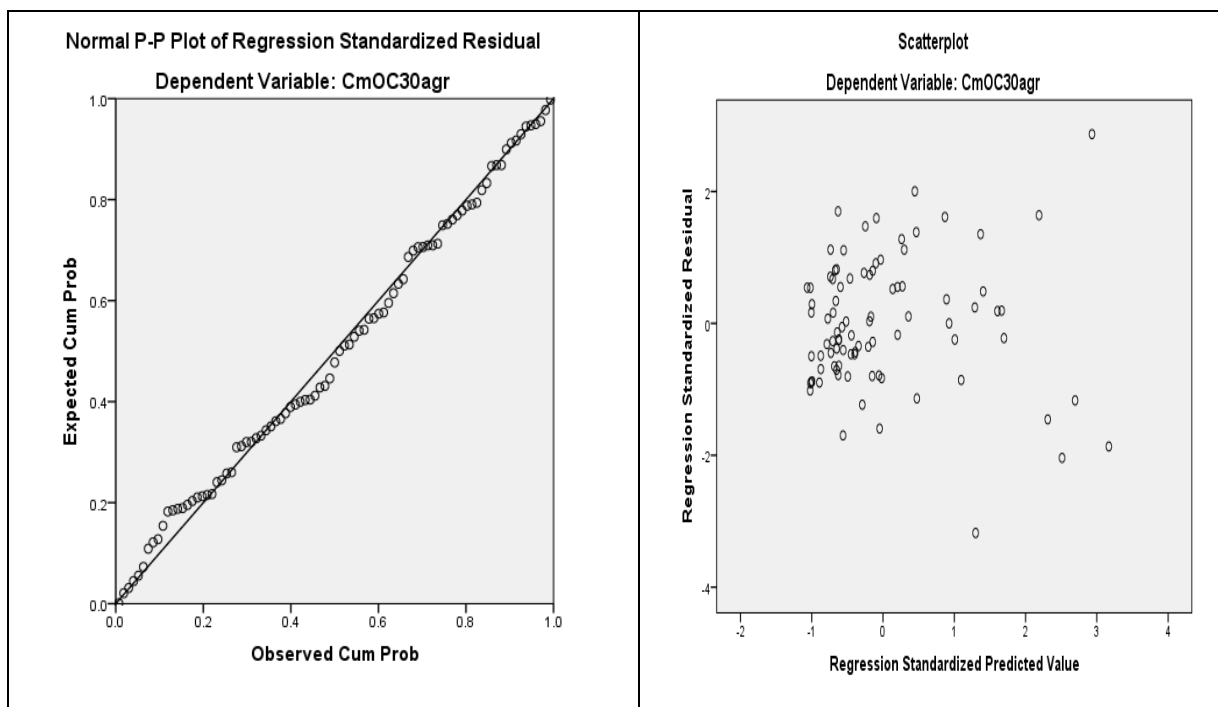 Normal P-P Plot of Regression Standardized Residual
Dependent Variable: CmOC30agr
1.0
0.8
0.6
0.4
0.2
0.0
Expected Cum Prob
0.0 0.2 0.4 0.6 0.8 1.0
Observed Cum Prob
Scatterplot
Dependent Variable: CmOC30agr
2
0
-2
-4
Regression Standardized Residual
-2 -1 0 1 2 3 4
Regression Standardized Predicted Value